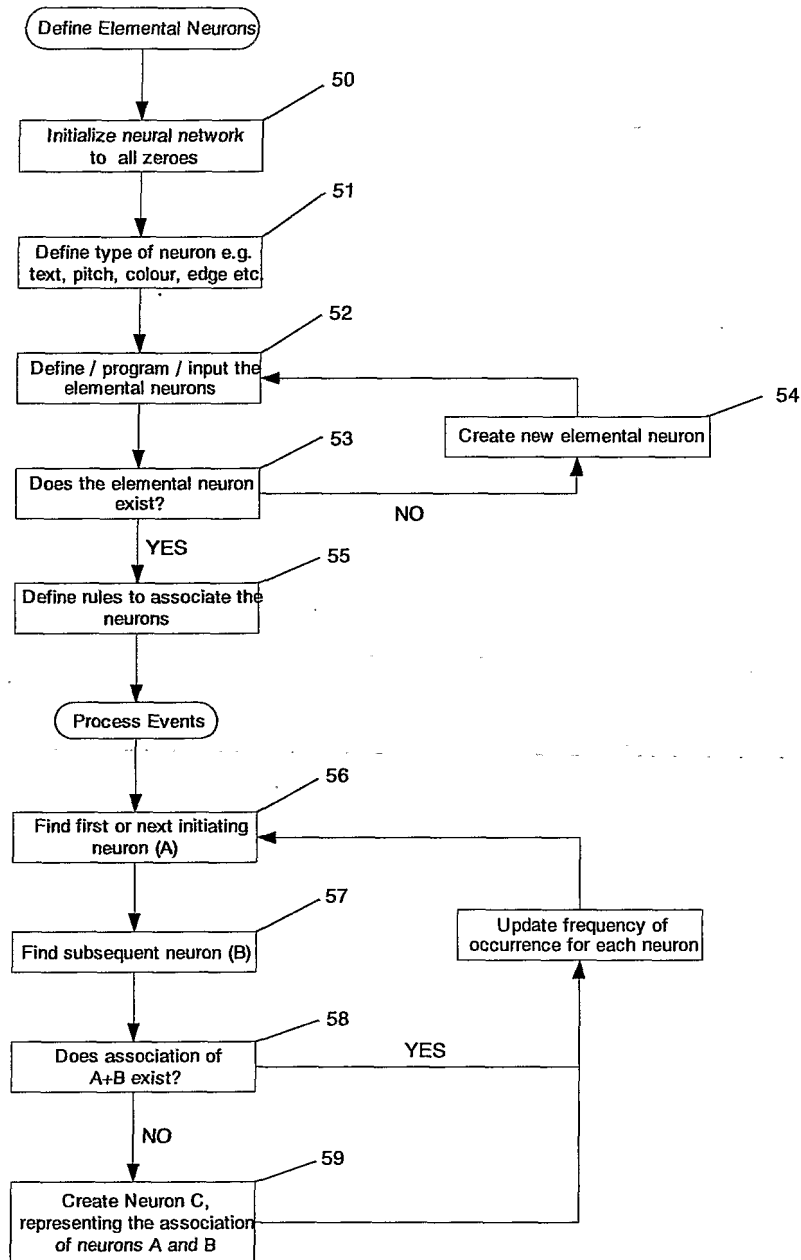 Define Elemental Neurons
50
Initialize neural network
to all zeroes
51
Define type of neuron e.g.
text, pitch, colour, edge etc.
52
Define / program / input the
elemental neurons
54
Create new elemental neuron
53
Does the elemental neuron
exist?
NO
YES
55
Define rules to associate the
neurons
Process Events
56
Find first or next initiating
neuron (A)
57
Find subsequent neuron (B)
Update frequency of
occurrence for each neuron
58
Does association of
A+B exist?
YES
NO
59
Create Neuron C,
representing the association
of neurons A and B